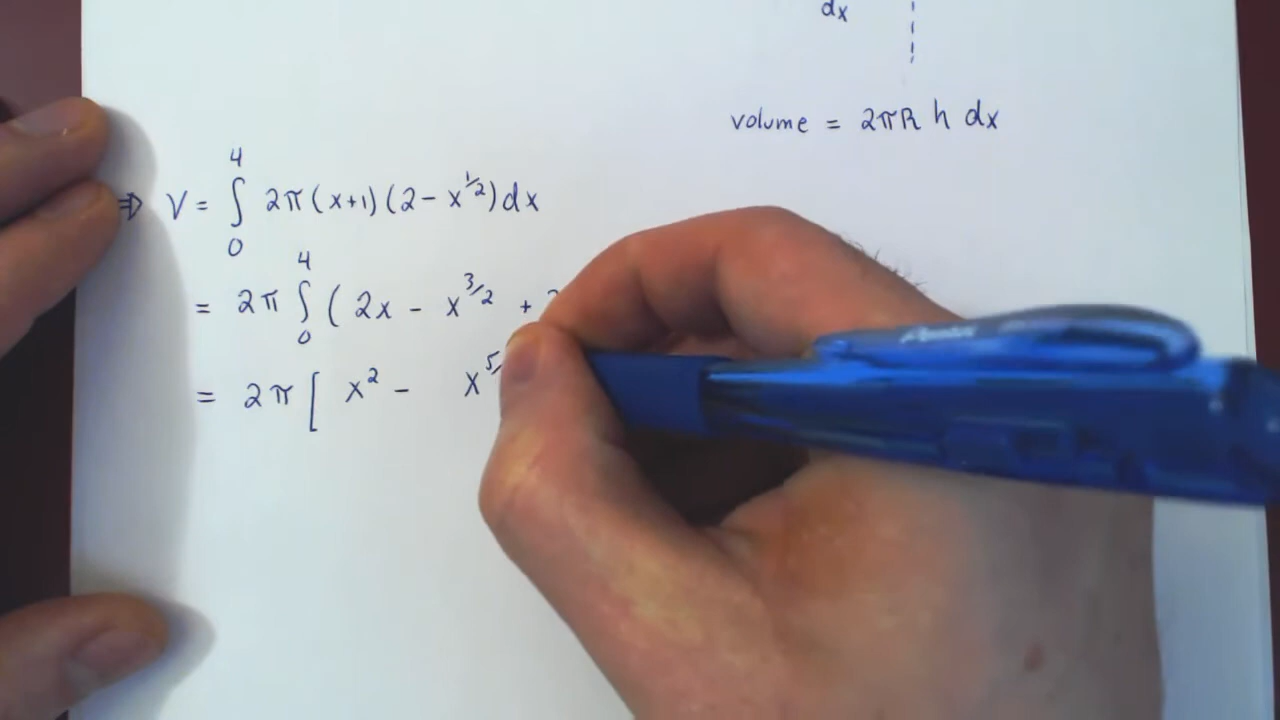 dx
volume = 2πR h dx
⇒ V = ∫₀⁴ 2π(x+1)(2 − x^{1/2})dx
= 2π ∫₀⁴ ( 2x − x^{3/2} +
= 2π [ x² − x^{5/